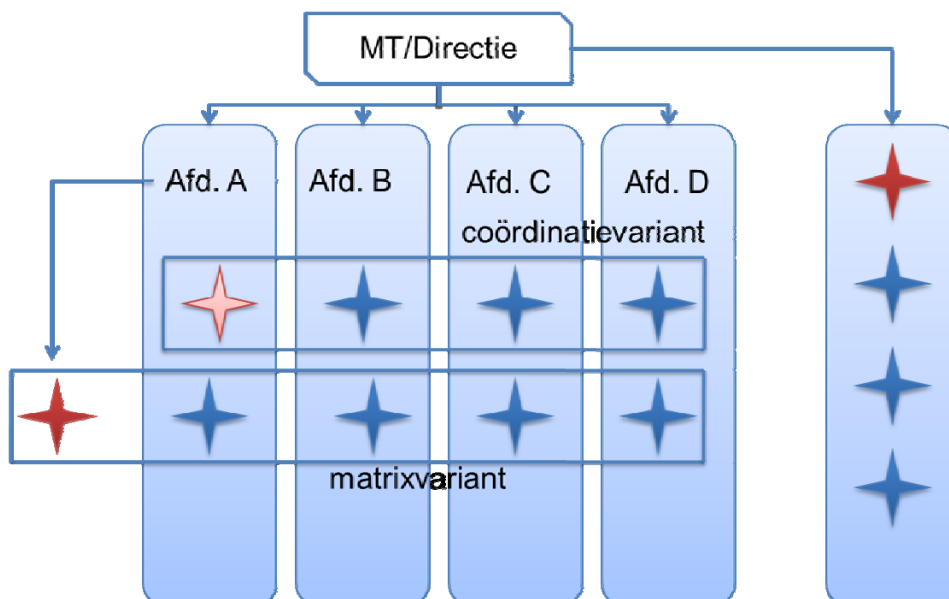 MT/Directie
Afd. A
Afd. B
Afd. C
Afd. D
coördinatievariant
matrixvariant